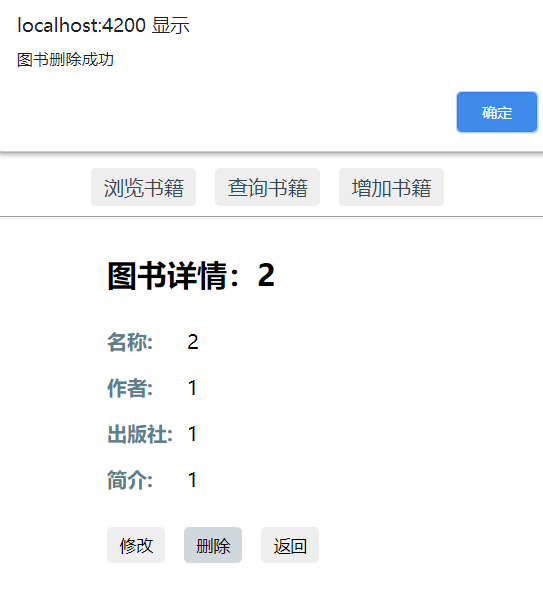 localhost:4200 显示
图书删除成功
确定
浏览书籍 查询书籍 增加书籍
图书详情：2
名称: 2
作者: 1
出版社: 1
简介: 1
修改 删除 返回